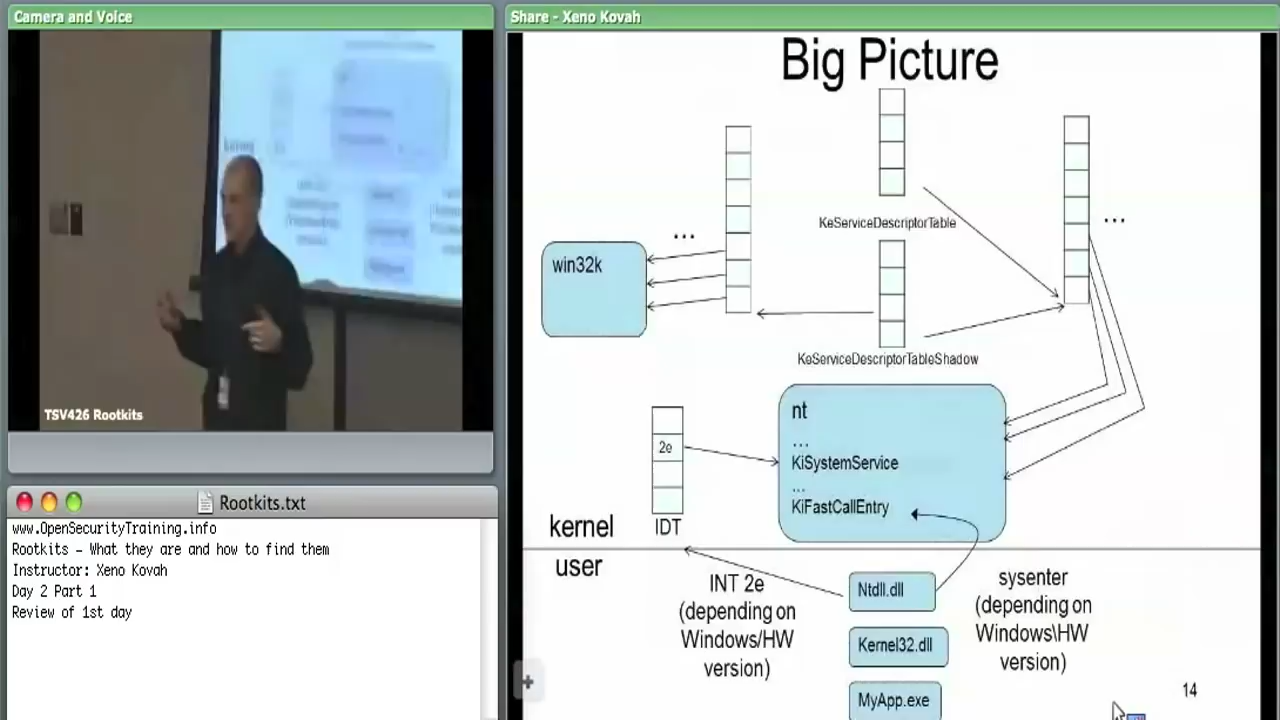 Camera and Voice
TSV426 Rootkits
Rootkits.txt
www.OpenSecurityTraining.info
Rootkits – What they are and how to find them
Instructor: Xeno Kovah
Day 2 Part 1
Review of 1st day
Share - Xeno Kovah
Big Picture
...
KeServiceDescriptorTable
...
win32k
KeServiceDescriptorTableShadow
nt
...
2e
KiSystemService
...
KiFastCallEntry
kernel
IDT
user
INT 2e
(depending on
Windows/HW
version)
Ntdll.dll
Kernel32.dll
MyApp.exe
sysenter
(depending on
Windows\HW
version)
14